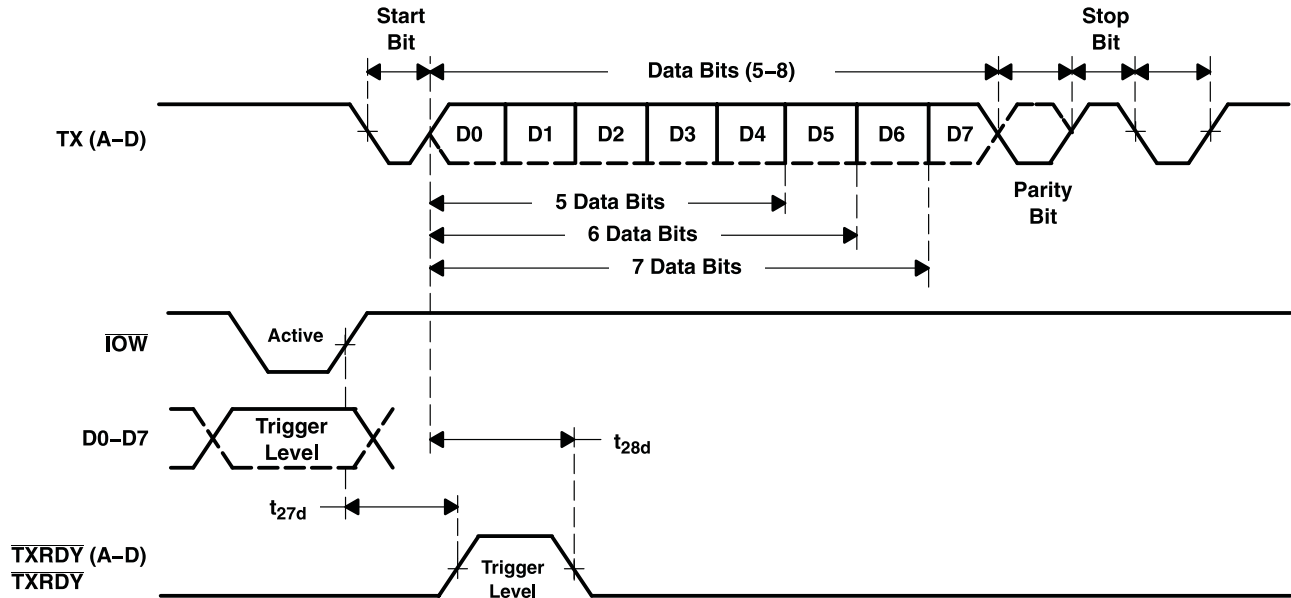 Start
Bit
Data Bits (5–8)
Stop
Bit
TX (A–D)
D0 D1 D2 D3 D4 D5 D6 D7
Parity
Bit
5 Data Bits
6 Data Bits
7 Data Bits
IOW
Active
D0–D7
Trigger
Level
t28d
t27d
TXRDY (A–D)
TXRDY
Trigger
Level